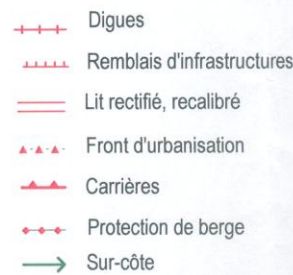 Digues
Remblais d'infrastructures
Lit rectifié, recalibré
Front d'urbanisation
Carrières
Protection de berge
Sur-côte